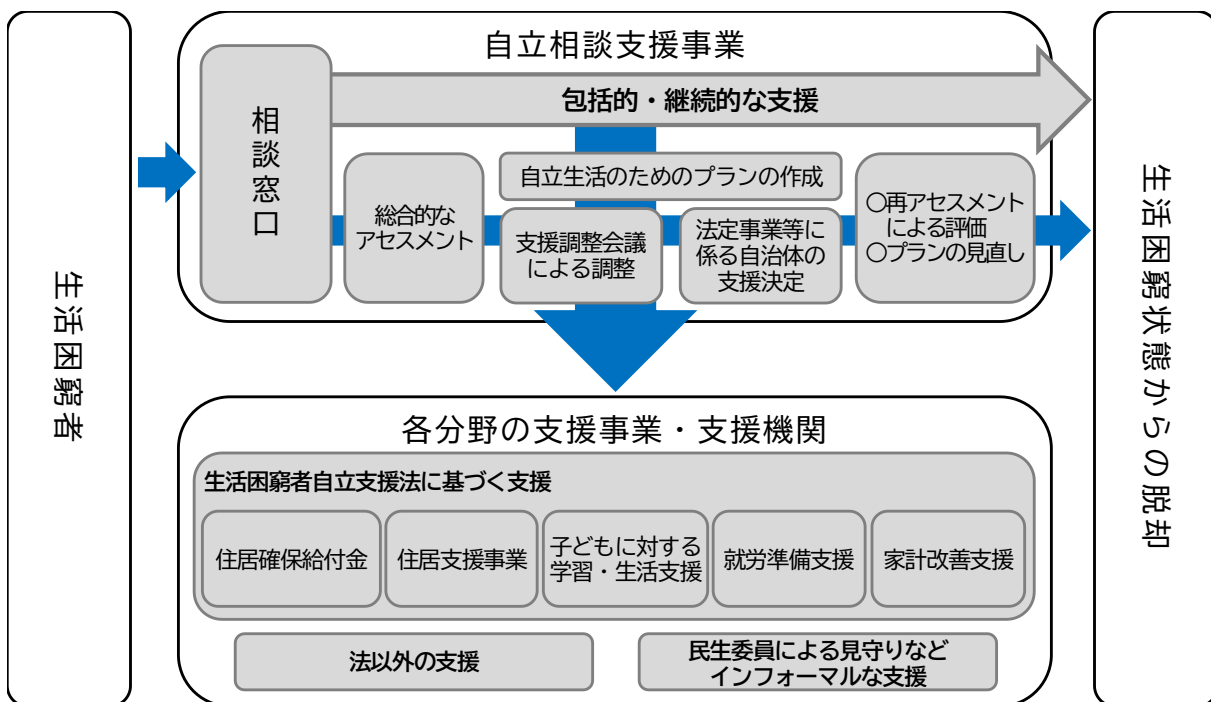 生活困窮者
自立相談支援事業
相談窓口
包括的・継続的な支援
総合的な
アセスメント
自立生活のためのプランの作成
支援調整会議
による調整
法定事業等に
係る自治体の
支援決定
○再アセスメント
による評価
○プランの見直し
各分野の支援事業・支援機関
生活困窮者自立支援法に基づく支援
住居確保給付金
住居支援事業
子どもに対する
学習・生活支援
就労準備支援
家計改善支援
法以外の支援
民生委員による見守りなど
インフォーマルな支援
生活困窮状態からの脱却